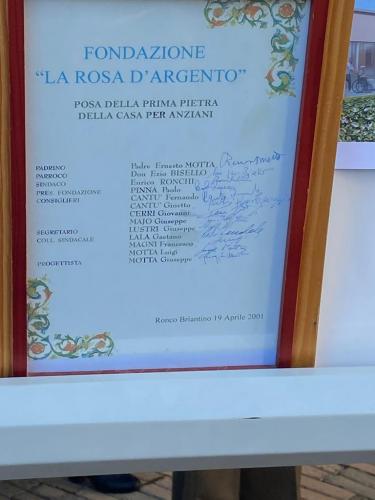 FONDAZIONE
“LA ROSA D’ARGENTO”
POSA DELLA PRIMA PIETRA
DELLA CASA PER ANZIANI
PADRINO Padre Ernesto MOTTA
PARROCO Don Ezio BISELLO
SINDACO Enrico RONCHI
PRES. FONDAZIONE PINNA Paolo
CONSIGLIERI CANTU’ Fernando
CANTU’ Ginetto
CERRI Giovanni
MAJO Giuseppe
SEGRETARIO LUSTRI Giuseppe
COLL. SINDACALE LALA Gaetano
MAGNI Francesco
MOTTA Luigi
PROGETTISTA MOTTA Giuseppe
Ronco Briantino 19 Aprile 2001